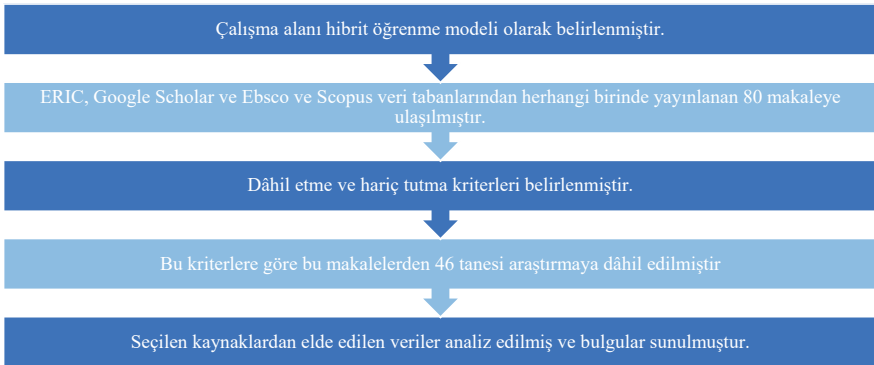 Çalışma alanı hibrit öğrenme modeli olarak belirlenmiştir.
ERIC, Google Scholar ve Ebsco ve Scopus veri tabanlarından herhangi birinde yayınlanan 80 makaleye
ulaşılmıştır.
Dâhil etme ve hariç tutma kriterleri belirlenmiştir.
Bu kriterlere göre bu makalelerden 46 tanesi araştırmaya dâhil edilmiştir
Seçilen kaynaklardan elde edilen veriler analiz edilmiş ve bulgular sunulmuştur.